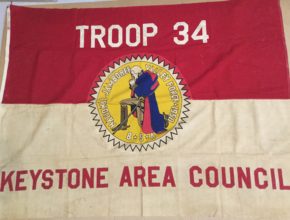 TROOP 34
KEYSTONE AREA COUNCIL